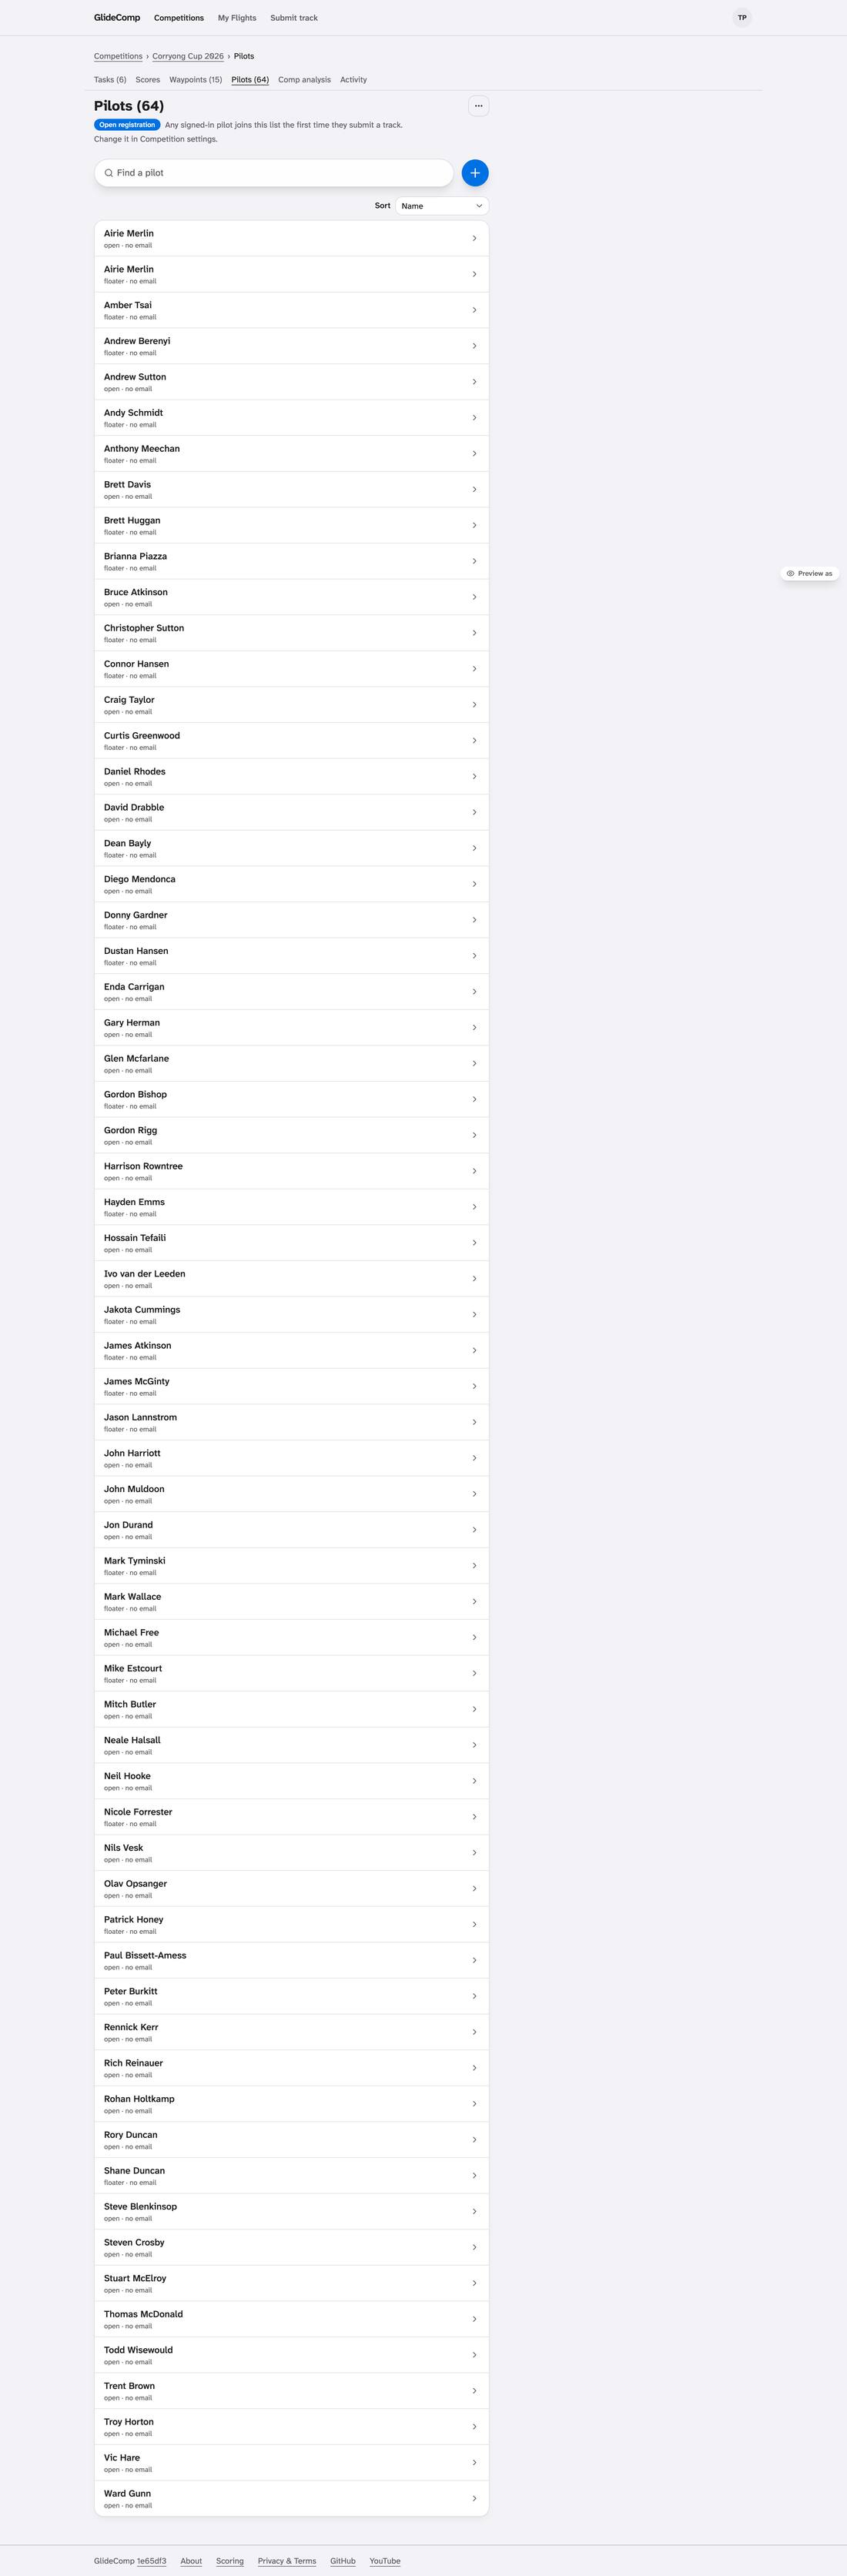 GlideComp Competitions My Flights Submit track TP
Competitions › Corryong Cup 2026 › Pilots
Tasks (6) Scores Waypoints (15) Pilots (64) Comp analysis Activity
Pilots (64)
Open registration Any signed-in pilot joins this list the first time they submit a track.
Change it in Competition settings.
Find a pilot
Sort Name
Airie Merlin
open · no email
Airie Merlin
floater · no email
Amber Tsai
floater · no email
Andrew Berenyi
floater · no email
Andrew Sutton
open · no email
Andy Schmidt
floater · no email
Anthony Meechan
floater · no email
Brett Davis
open · no email
Brett Huggan
floater · no email
Brianna Piazza
floater · no email
Preview as
Bruce Atkinson
open · no email
Christopher Sutton
floater · no email
Connor Hansen
floater · no email
Craig Taylor
open · no email
Curtis Greenwood
floater · no email
Daniel Rhodes
open · no email
David Drabble
open · no email
Dean Bayly
floater · no email
Diego Mendonca
open · no email
Donny Gardner
floater · no email
Dustan Hansen
floater · no email
Enda Carrigan
open · no email
Gary Herman
open · no email
Glen Mcfarlane
open · no email
Gordon Bishop
floater · no email
Gordon Rigg
open · no email
Harrison Rowntree
open · no email
Hayden Emms
floater · no email
Hossain Tefaili
open · no email
Ivo van der Leeden
open · no email
Jakota Cummings
floater · no email
James Atkinson
floater · no email
James McGinty
floater · no email
Jason Lannstrom
floater · no email
John Harriott
open · no email
John Muldoon
open · no email
Jon Durand
open · no email
Mark Tyminski
floater · no email
Mark Wallace
floater · no email
Michael Free
open · no email
Mike Estcourt
floater · no email
Mitch Butler
open · no email
Neale Halsall
open · no email
Neil Hooke
open · no email
Nicole Forrester
floater · no email
Nils Vesk
open · no email
Olav Opsanger
open · no email
Patrick Honey
floater · no email
Paul Bissett-Amess
open · no email
Peter Burkitt
open · no email
Rennick Kerr
open · no email
Rich Reinauer
open · no email
Rohan Holtkamp
open · no email
Rory Duncan
open · no email
Shane Duncan
floater · no email
Steve Blenkinsop
open · no email
Steven Crosby
open · no email
Stuart McElroy
open · no email
Thomas McDonald
open · no email
Todd Wisewould
open · no email
Trent Brown
open · no email
Troy Horton
open · no email
Vic Hare
open · no email
Ward Gunn
open · no email
GlideComp 1e65df3 About Scoring Privacy & Terms GitHub YouTube